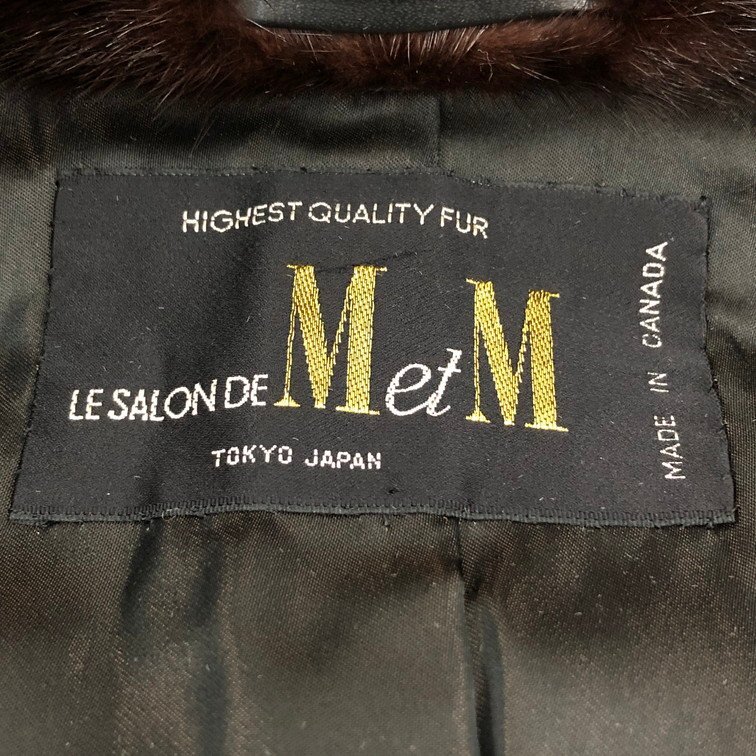 HIGHEST QUALITY FUR
LE SALON DE M et M
TOKYO JAPAN
MADE IN CANADA